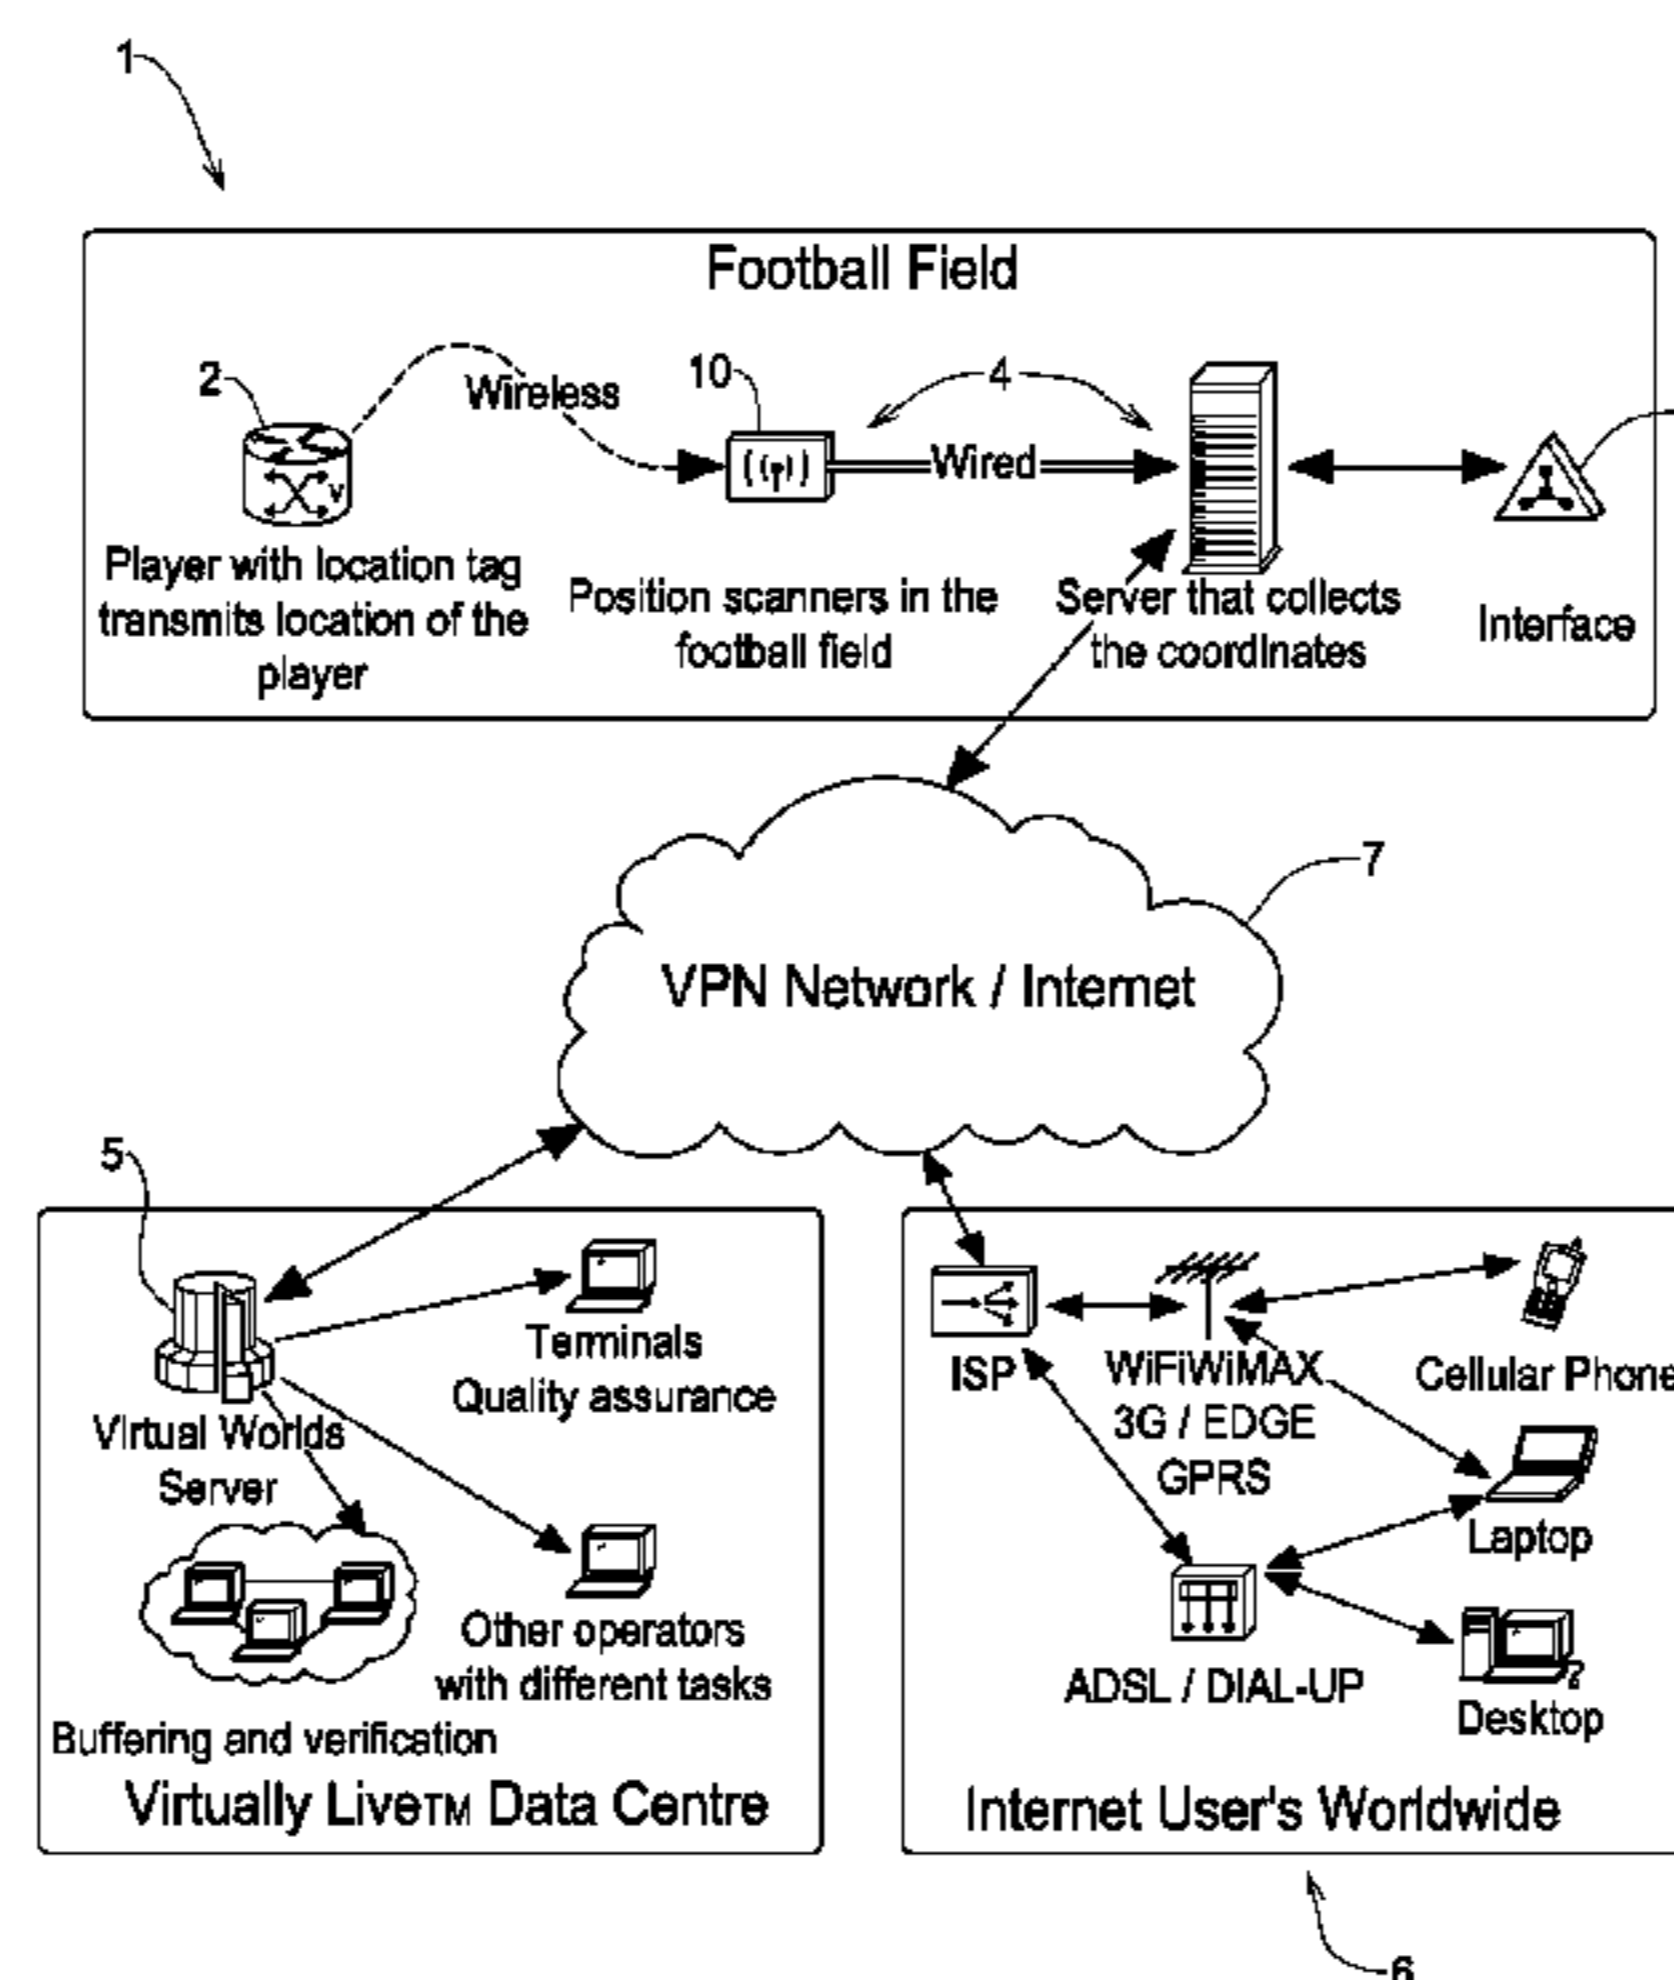 1
Football Field
2
Wireless
10
4
Wired
v
Player with location tag
transmits location of the
player
Position scanners in the
football field
Server that collects
the coordinates
Interface
7
VPN Network / Internet
5
Terminals
Quality assurance
Virtual Worlds
Server
Other operators
with different tasks
Buffering and verification
Virtually Live™ Data Centre
ISP
WiFiWiMAX
3G / EDGE
GPRS
Cellular Phone
Laptop
ADSL / DIAL-UP
?
Desktop
Internet User's Worldwide
6